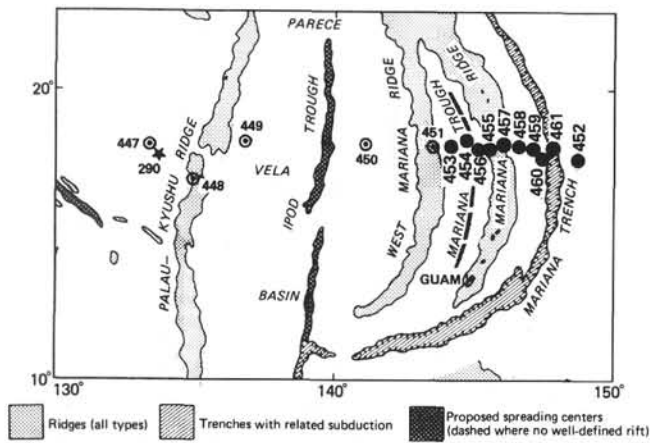 PARECE
20°
RIDGE
RIDGE
TROUGH
TROUGH
447
290
RIDGE
449
448
KYUSHU
PALAU—
VELA
IPOD
BASIN
450
451
MARIANA
WEST
453
454
456
455
457
458
459
461
460
452
MARIANA
MARIANA
GUAM
TRENCH
MARIANA
10°
130°
140°
150°
Ridges (all types)
Trenches with related subduction
Proposed spreading centers
(dashed where no well-defined rift)